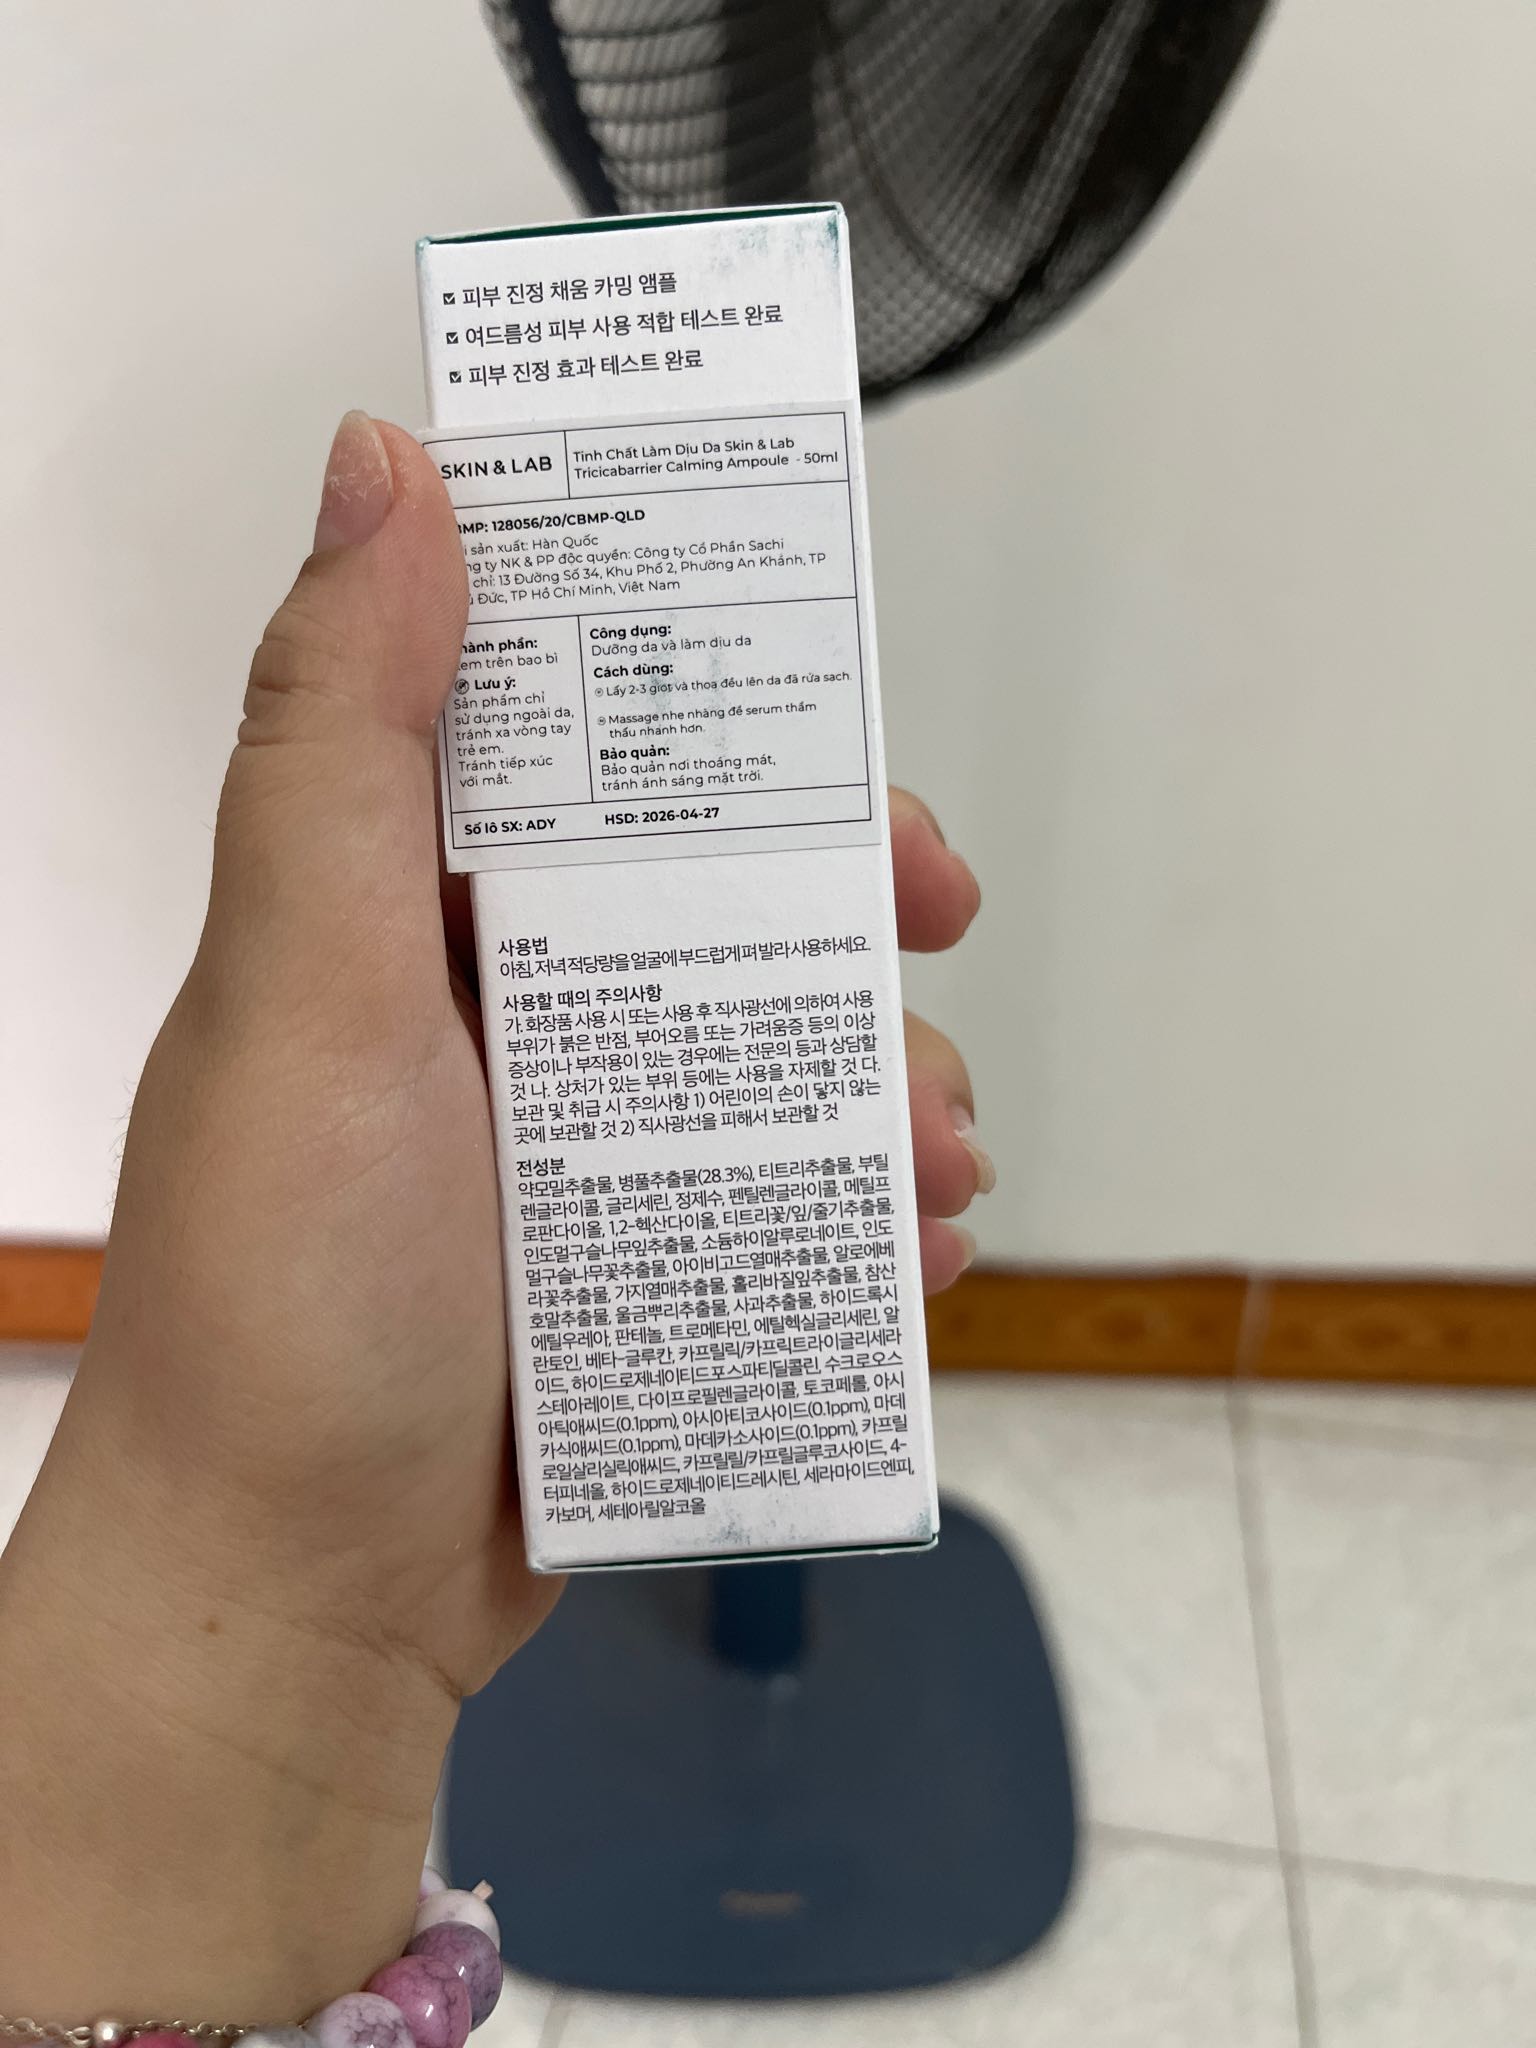 피부 진정 채움 카밍 앰플
여드름성 피부 사용 적합 테스트 완료
피부 진정 효과 테스트 완료
SKIN & LAB
Tinh Chất Làm Dịu Da Skin & Lab
Tricicabarrier Calming Ampoule - 50ml
BMP: 128056/20/CBMP-QLD
i sản xuất: Hàn Quốc
ng ty NK & PP độc quyền: Công ty Cổ Phần Sachi
chỉ: 13 Đường Số 34, Khu Phố 2, Phường An Khánh, TP
Đức, TP Hồ Chí Minh, Việt Nam
hành phần:
em trên bao bì
Lưu ý:
Sản phẩm chỉ
sử dụng ngoài da,
tránh xa vòng tay
trẻ em.
Tránh tiếp xúc
với mắt.
Công dụng:
Dưỡng da và làm dịu da
Cách dùng:
Lấy 2-3 giọt và thoa đều lên da đã rửa sạch.
Massage nhẹ nhàng để serum thẩm
thấu nhanh hơn.
Bảo quản:
Bảo quản nơi thoáng mát,
tránh ánh sáng mặt trời.
Số lô SX: ADY HSD: 2026-04-27
사용법
아침, 저녁 적당량을 얼굴에 부드럽게 펴 발라 사용하세요.
사용할 때의 주의사항
가. 화장품 사용 시 또는 사용 후 직사광선에 의하여 사용
부위가 붉은 반점, 부어오름 또는 가려움증 등의 이상
증상이나 부작용이 있는 경우에는 전문의 등과 상담할
것 나. 상처가 있는 부위 등에는 사용을 자제할 것 다.
보관 및 취급 시 주의사항 1) 어린이의 손이 닿지 않는
곳에 보관할 것 2) 직사광선을 피해서 보관할 것
전성분
약모밀추출물, 병풀추출물(28.3%), 티트리추출물, 부틸
렌글라이콜, 글리세린, 정제수, 펜틸렌글라이콜, 메틸프
로판다이올, 1,2-헥산다이올, 티트리꽃/잎/줄기추출물,
인도멀구슬나무잎추출물, 소듐하이알루로네이트, 인도
멀구슬나무꽃추출물, 아이비고드열매추출물, 알로에베
라꽃추출물, 가지열매추출물, 홀리바질잎추출물, 참산
호말추출물, 울금뿌리추출물, 사과추출물, 하이드록시
에틸우레아, 판테놀, 트로메타민, 에틸헥실글리세린, 알
란토인, 베타-글루칸, 카프릴릭/카프릭트라이글리세라
이드, 하이드로제네이티드포스파티딜콜린, 수크로오스
스테아레이트, 다이프로필렌글라이콜, 토코페롤, 아시
아틱애씨드(0.1ppm), 아시아티코사이드(0.1ppm), 마데
카식애씨드(0.1ppm), 마데카소사이드(0.1ppm), 카프릴
로일살리실릭애씨드, 카프릴릴/카프릴글루코사이드, 4-
터피네올, 하이드로제네이티드레시틴, 세라마이드엔피,
카보머, 세테아릴알코올